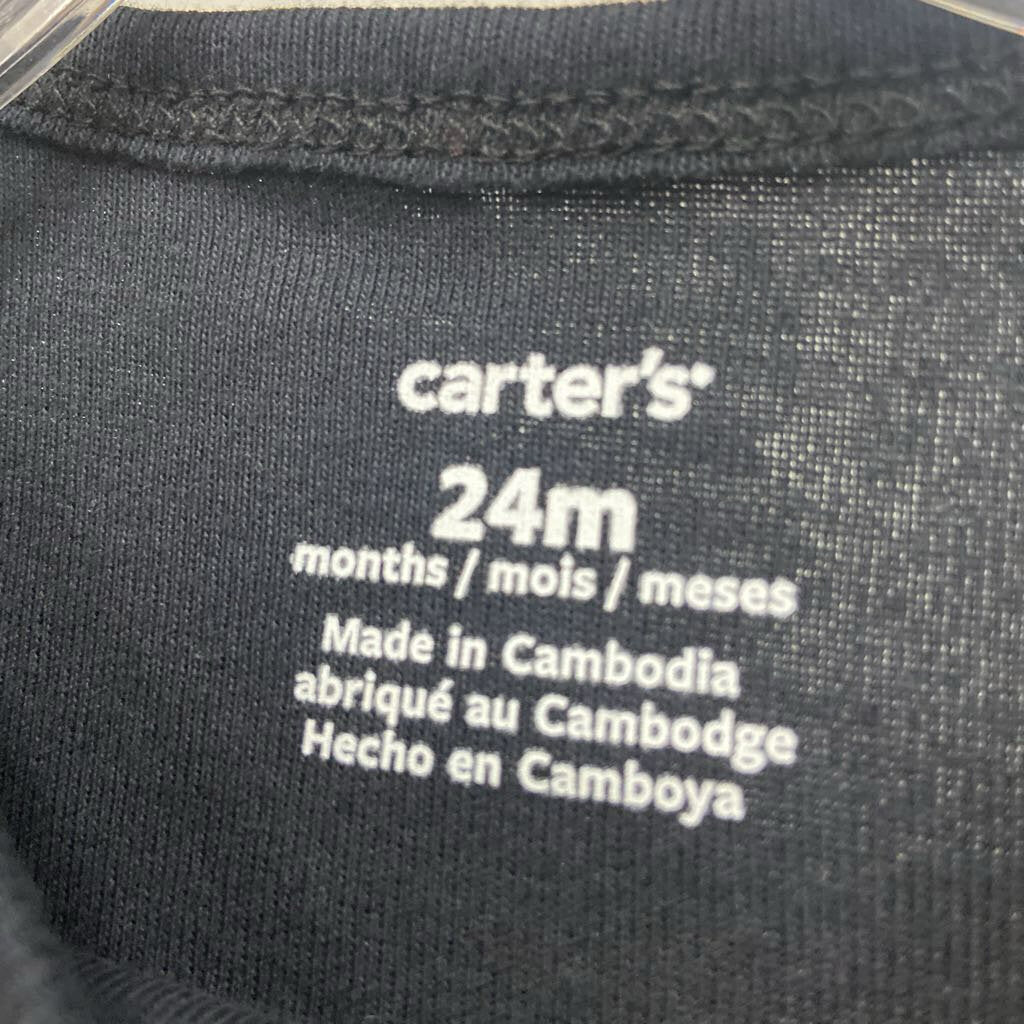 carter's
24m
months / mois / meses
Made in Cambodia
abriqué au Cambodge
Hecho en Camboya